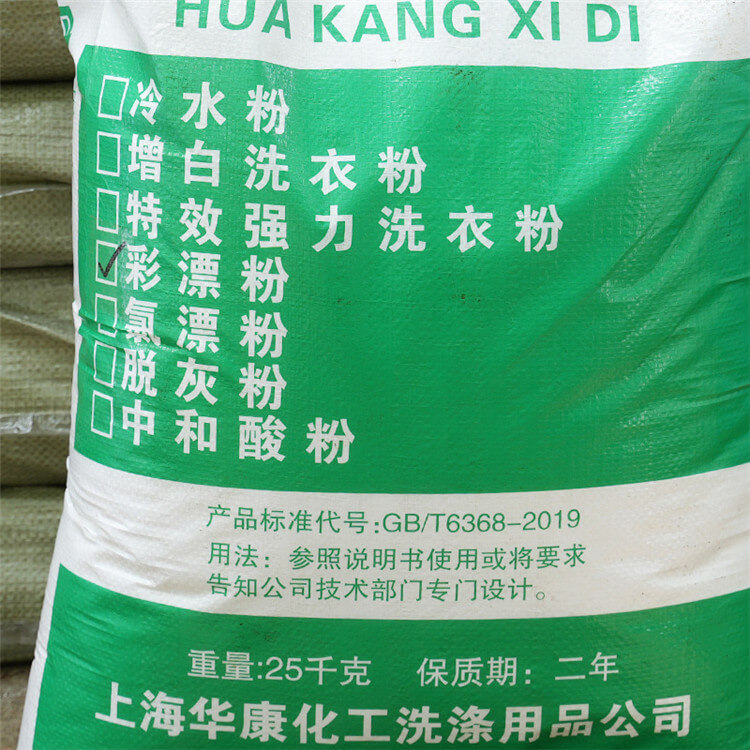 HUA KANG XI DI
冷水粉
增白洗衣粉
特效强力洗衣粉
彩漂粉
氯漂粉
脱灰粉
中和酸粉
产品标准代号:GB/T6368-2019
用法：参照说明书使用或将要求
告知公司技术部门专门设计。
重量:25千克 保质期：二年
上海华康化工洗涤用品公司